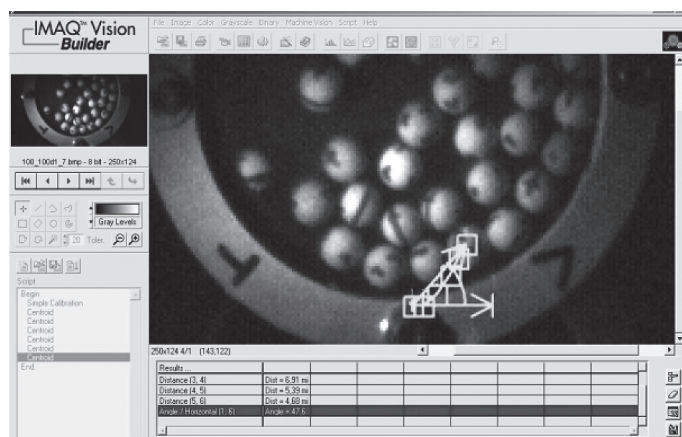 IMAQ™ Vision
Builder
File Image Color Grayscale Binary Machine Vision Script Help
100_100d1_7.bmp - 8 bit - 250x124
Gray Levels
20 Toler.
Script
Begin
Simple Calibration
Centroid
Centroid
Centroid
Centroid
Centroid
Centroid
End
250x124 4/1 (143,122)
Results ...
Distance (3, 4) Dist = 6,91 mi
Distance (4, 5) Dist = 5,39 mi
Distance (5, 6) Dist = 4,68 mi
Angle / Horizontal (1, 6) Angle = 47,6